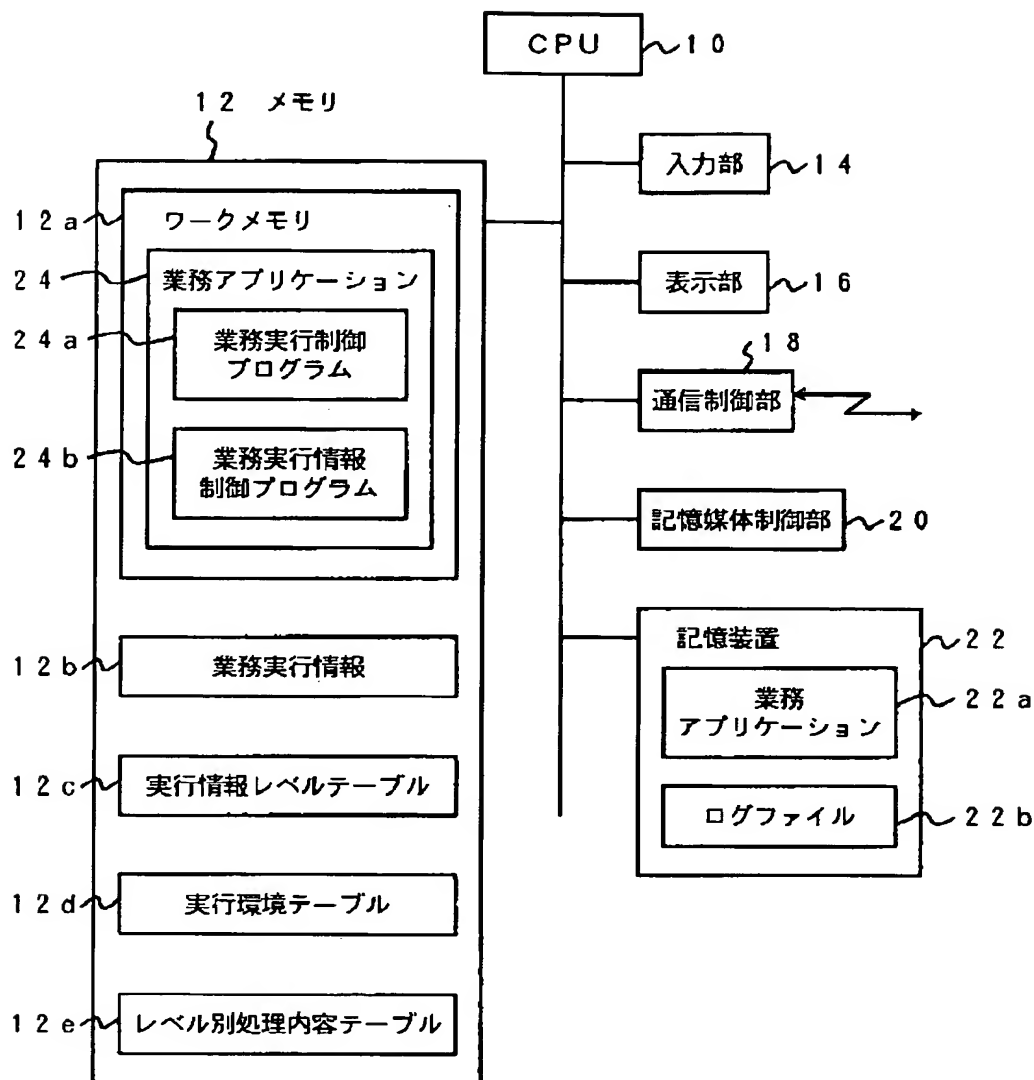 CPU
10
12 メモリ
入力部
14
12a
ワークメモリ
24
業務アプリケーション
表示部
16
24a
業務実行制御
プログラム
18
通信制御部
24b
業務実行情報
制御プログラム
記憶媒体制御部
20
記憶装置
22
12b
業務実行情報
業務
アプリケーション
22a
12c
実行情報レベルテーブル
ログファイル
22b
12d
実行環境テーブル
12e
レベル別処理内容テーブル